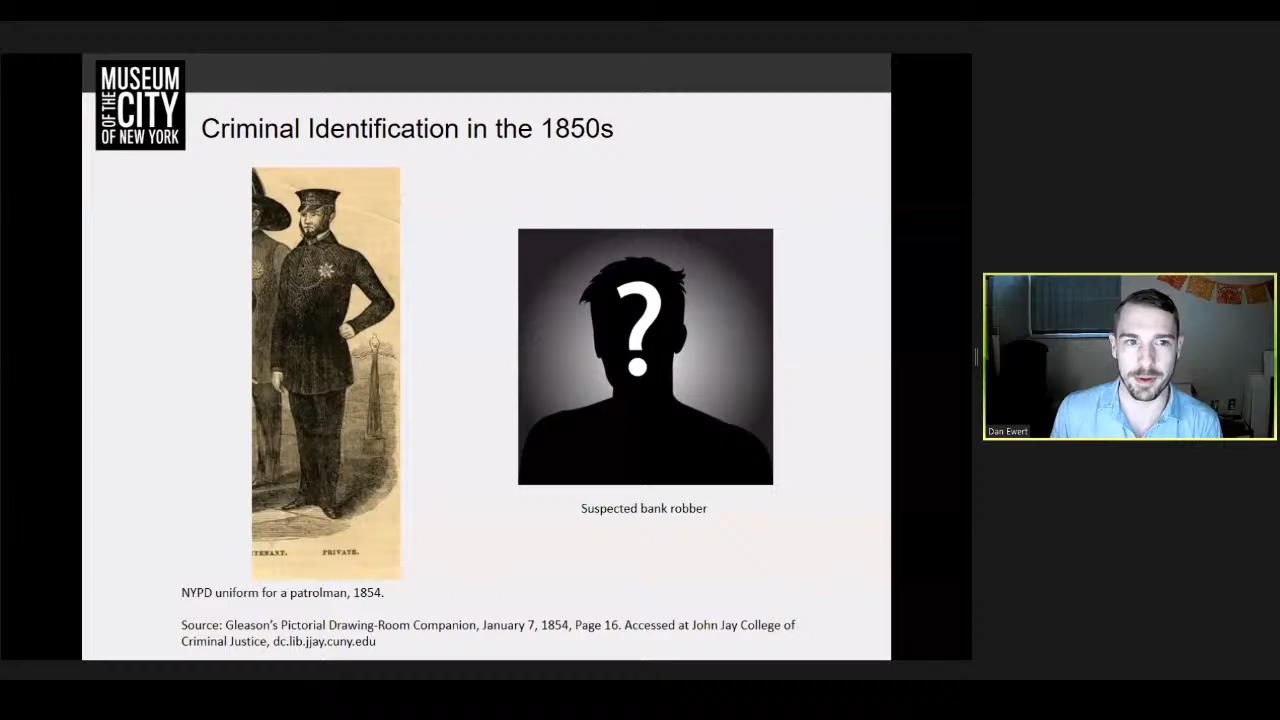 MUSEUM
OF THE
CITY
OF NEW YORK
Criminal Identification in the 1850s
?
Suspected bank robber
PRIVATE.
NYPD uniform for a patrolman, 1854.
Source: Gleason’s Pictorial Drawing-Room Companion, January 7, 1854, Page 16. Accessed at John Jay College of
Criminal Justice, dc.lib.jjay.cuny.edu
Dan Ewert